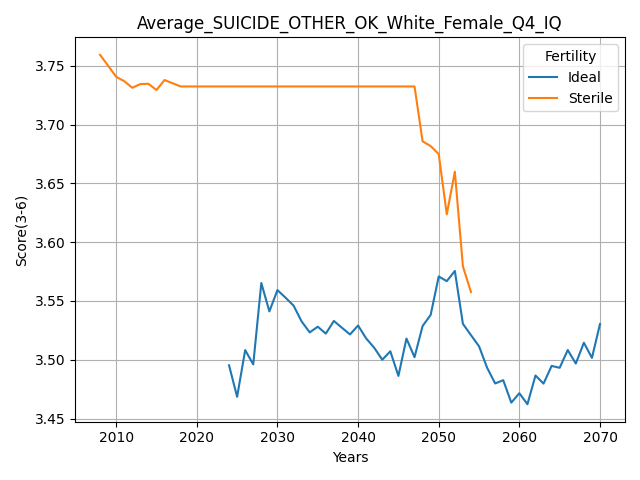 Average_SUICIDE_OTHER_OK_White_Female_Q4_IQ
Fertility
Ideal
Sterile
Score(3-6)
3.75
3.70
3.65
3.60
3.55
3.50
3.45
2010 2020 2030 2040 2050 2060 2070
Years